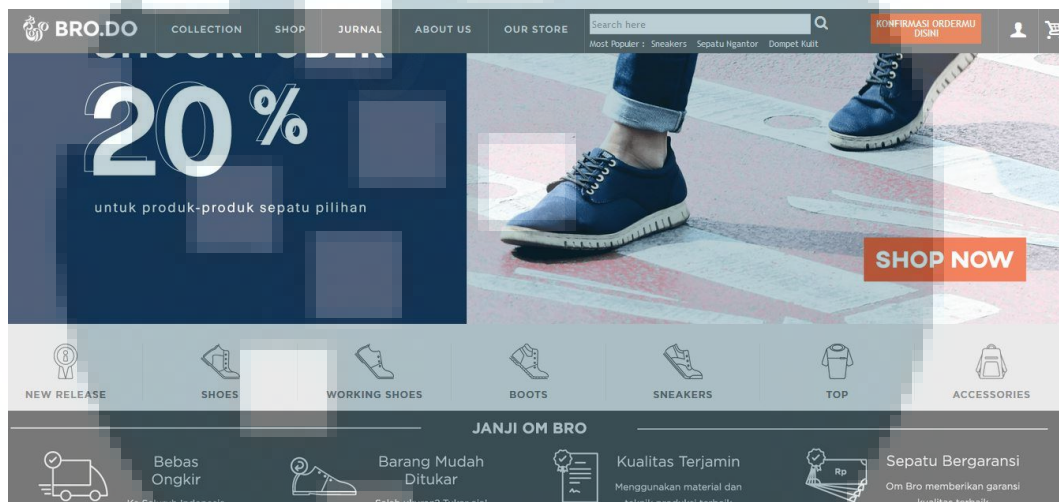 BRO.DO
COLLECTION
SHOP
JURNAL
ABOUT US
OUR STORE
Search here
Most Populer : Sneakers Sepatu Ngantor Dompet Kulit
KONFIRMASI ORDERMU
DISINI
20%
untuk produk-produk sepatu pilihan
SHOP NOW
NEW RELEASE
SHOES
WORKING SHOES
BOOTS
SNEAKERS
TOP
ACCESSORIES
JANJI OM BRO
Bebas
Ongkir
Barang Mudah
Ditukar
Kualitas Terjamin
Menggunakan material dan
Rp
Sepatu Bergaransi
Om Bro memberikan garansi